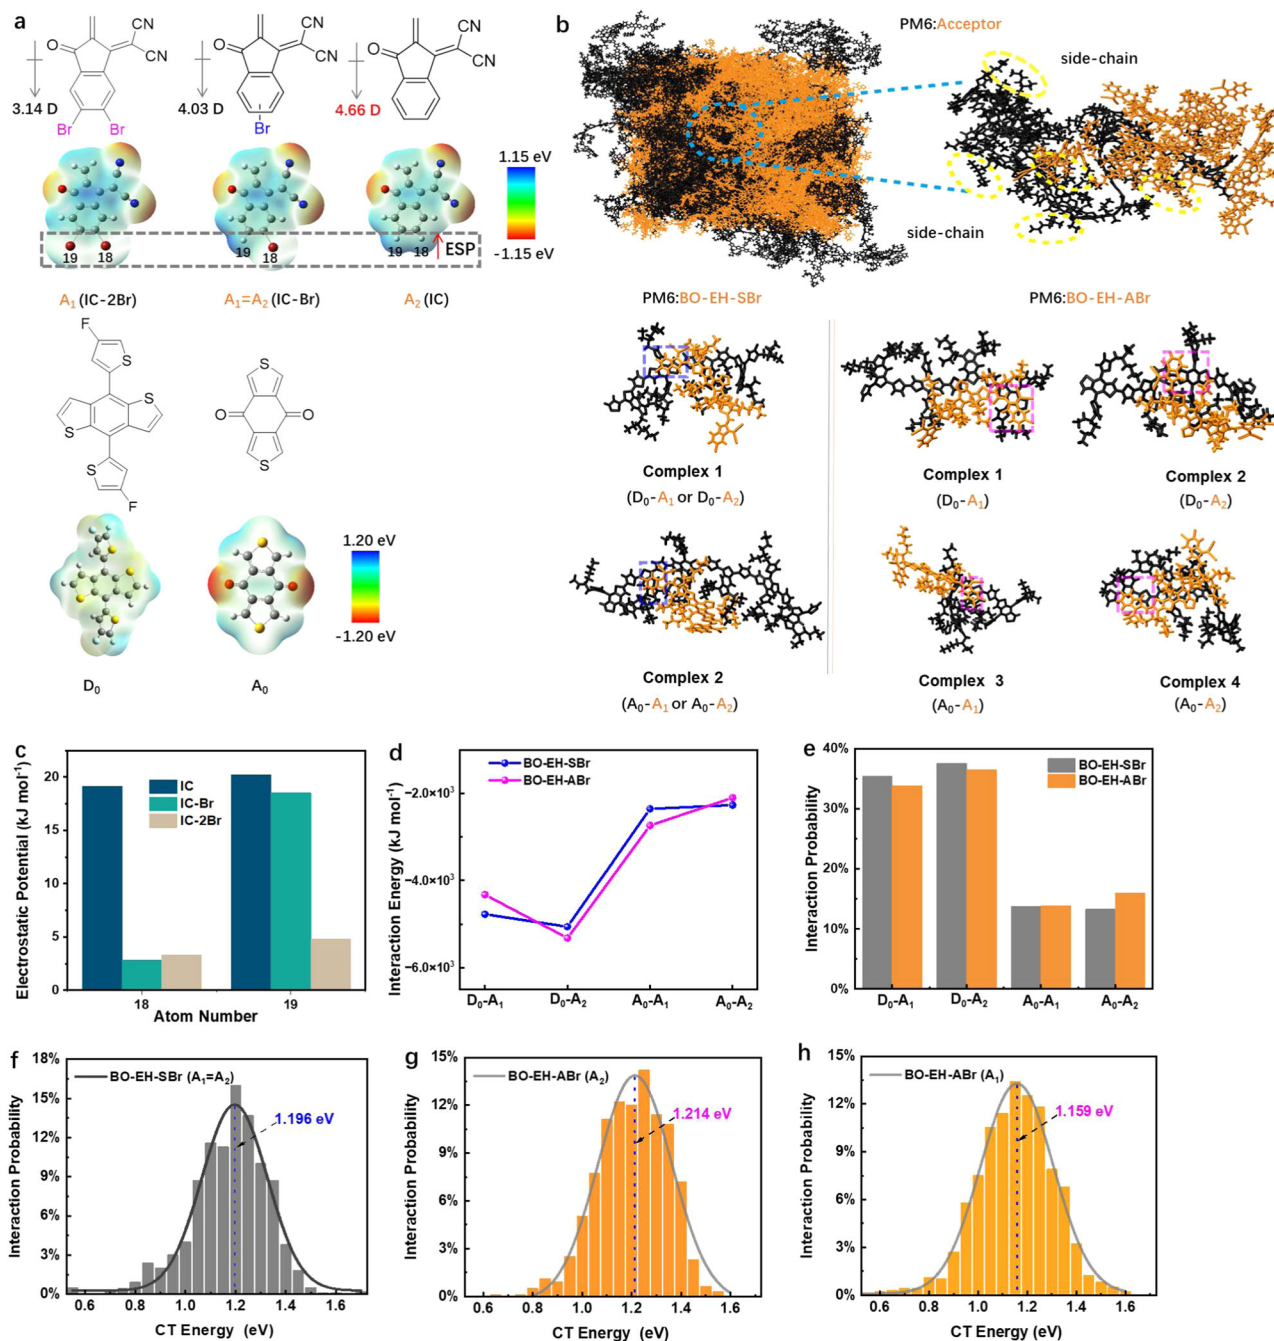 a
O
CN
CN
3.14 D
Br
Br
O
CN
CN
4.03 D
Br
O
CN
CN
4.66 D
1.15 eV
-1.15 eV
19
18
19
18
19
18
ESP
A₁ (IC-2Br)
A₁=A₂ (IC-Br)
A₂ (IC)
F
S
S
S
S
F
S
O
O
S
1.20 eV
-1.20 eV
D₀
A₀
b
PM6:Acceptor
side-chain
side-chain
PM6:BO-EH-SBr
PM6:BO-EH-ABr
Complex 1
(D₀-A₁ or D₀-A₂)
Complex 1
(D₀-A₁)
Complex 2
(D₀-A₂)
Complex 2
(A₀-A₁ or A₀-A₂)
Complex 3
(A₀-A₁)
Complex 4
(A₀-A₂)
c
Electrostatic Potential (kJ mol⁻¹)
20
15
10
5
0
IC
IC-Br
IC-2Br
18
19
Atom Number
d
Interaction Energy (kJ mol⁻¹)
BO-EH-SBr
BO-EH-ABr
−2.0×10³
−4.0×10³
−6.0×10³
D₀-A₁
D₀-A₂
A₀-A₁
A₀-A₂
e
Interaction Probability
40%
30%
20%
10%
0%
BO-EH-SBr
BO-EH-ABr
D₀-A₁
D₀-A₂
A₀-A₁
A₀-A₂
f
Interaction Probability
18%
15%
12%
9%
6%
3%
0%
BO-EH-SBr (A₁=A₂)
1.196 eV
0.6
0.8
1.0
1.2
1.4
1.6
CT Energy (eV)
g
Interaction Probability
15%
12%
9%
6%
3%
0%
BO-EH-ABr (A₂)
1.214 eV
0.6
0.8
1.0
1.2
1.4
1.6
CT Energy (eV)
h
Interaction Probability
15%
12%
9%
6%
3%
0%
BO-EH-ABr (A₁)
1.159 eV
0.6
0.8
1.0
1.2
1.4
1.6
CT Energy (eV)